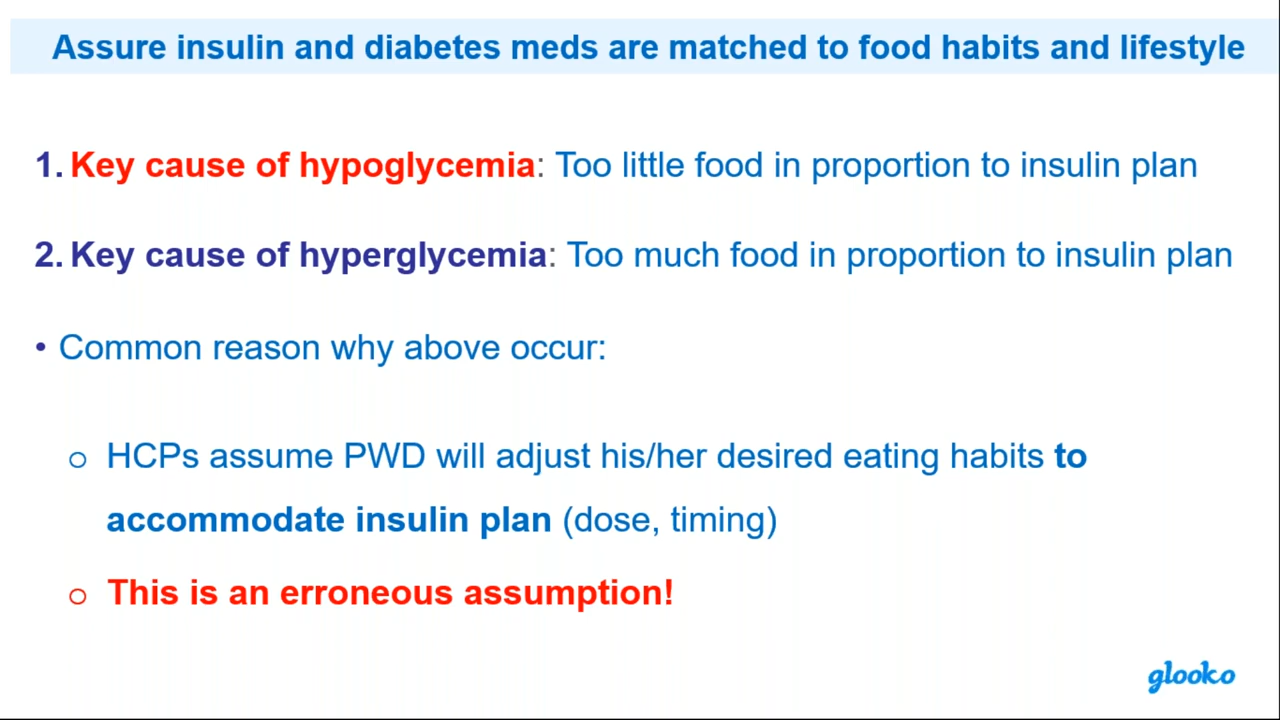 Assure insulin and diabetes meds are matched to food habits and lifestyle
1. Key cause of hypoglycemia: Too little food in proportion to insulin plan
2. Key cause of hyperglycemia: Too much food in proportion to insulin plan
• Common reason why above occur:
o HCPs assume PWD will adjust his/her desired eating habits to
accommodate insulin plan (dose, timing)
o This is an erroneous assumption!
glooko